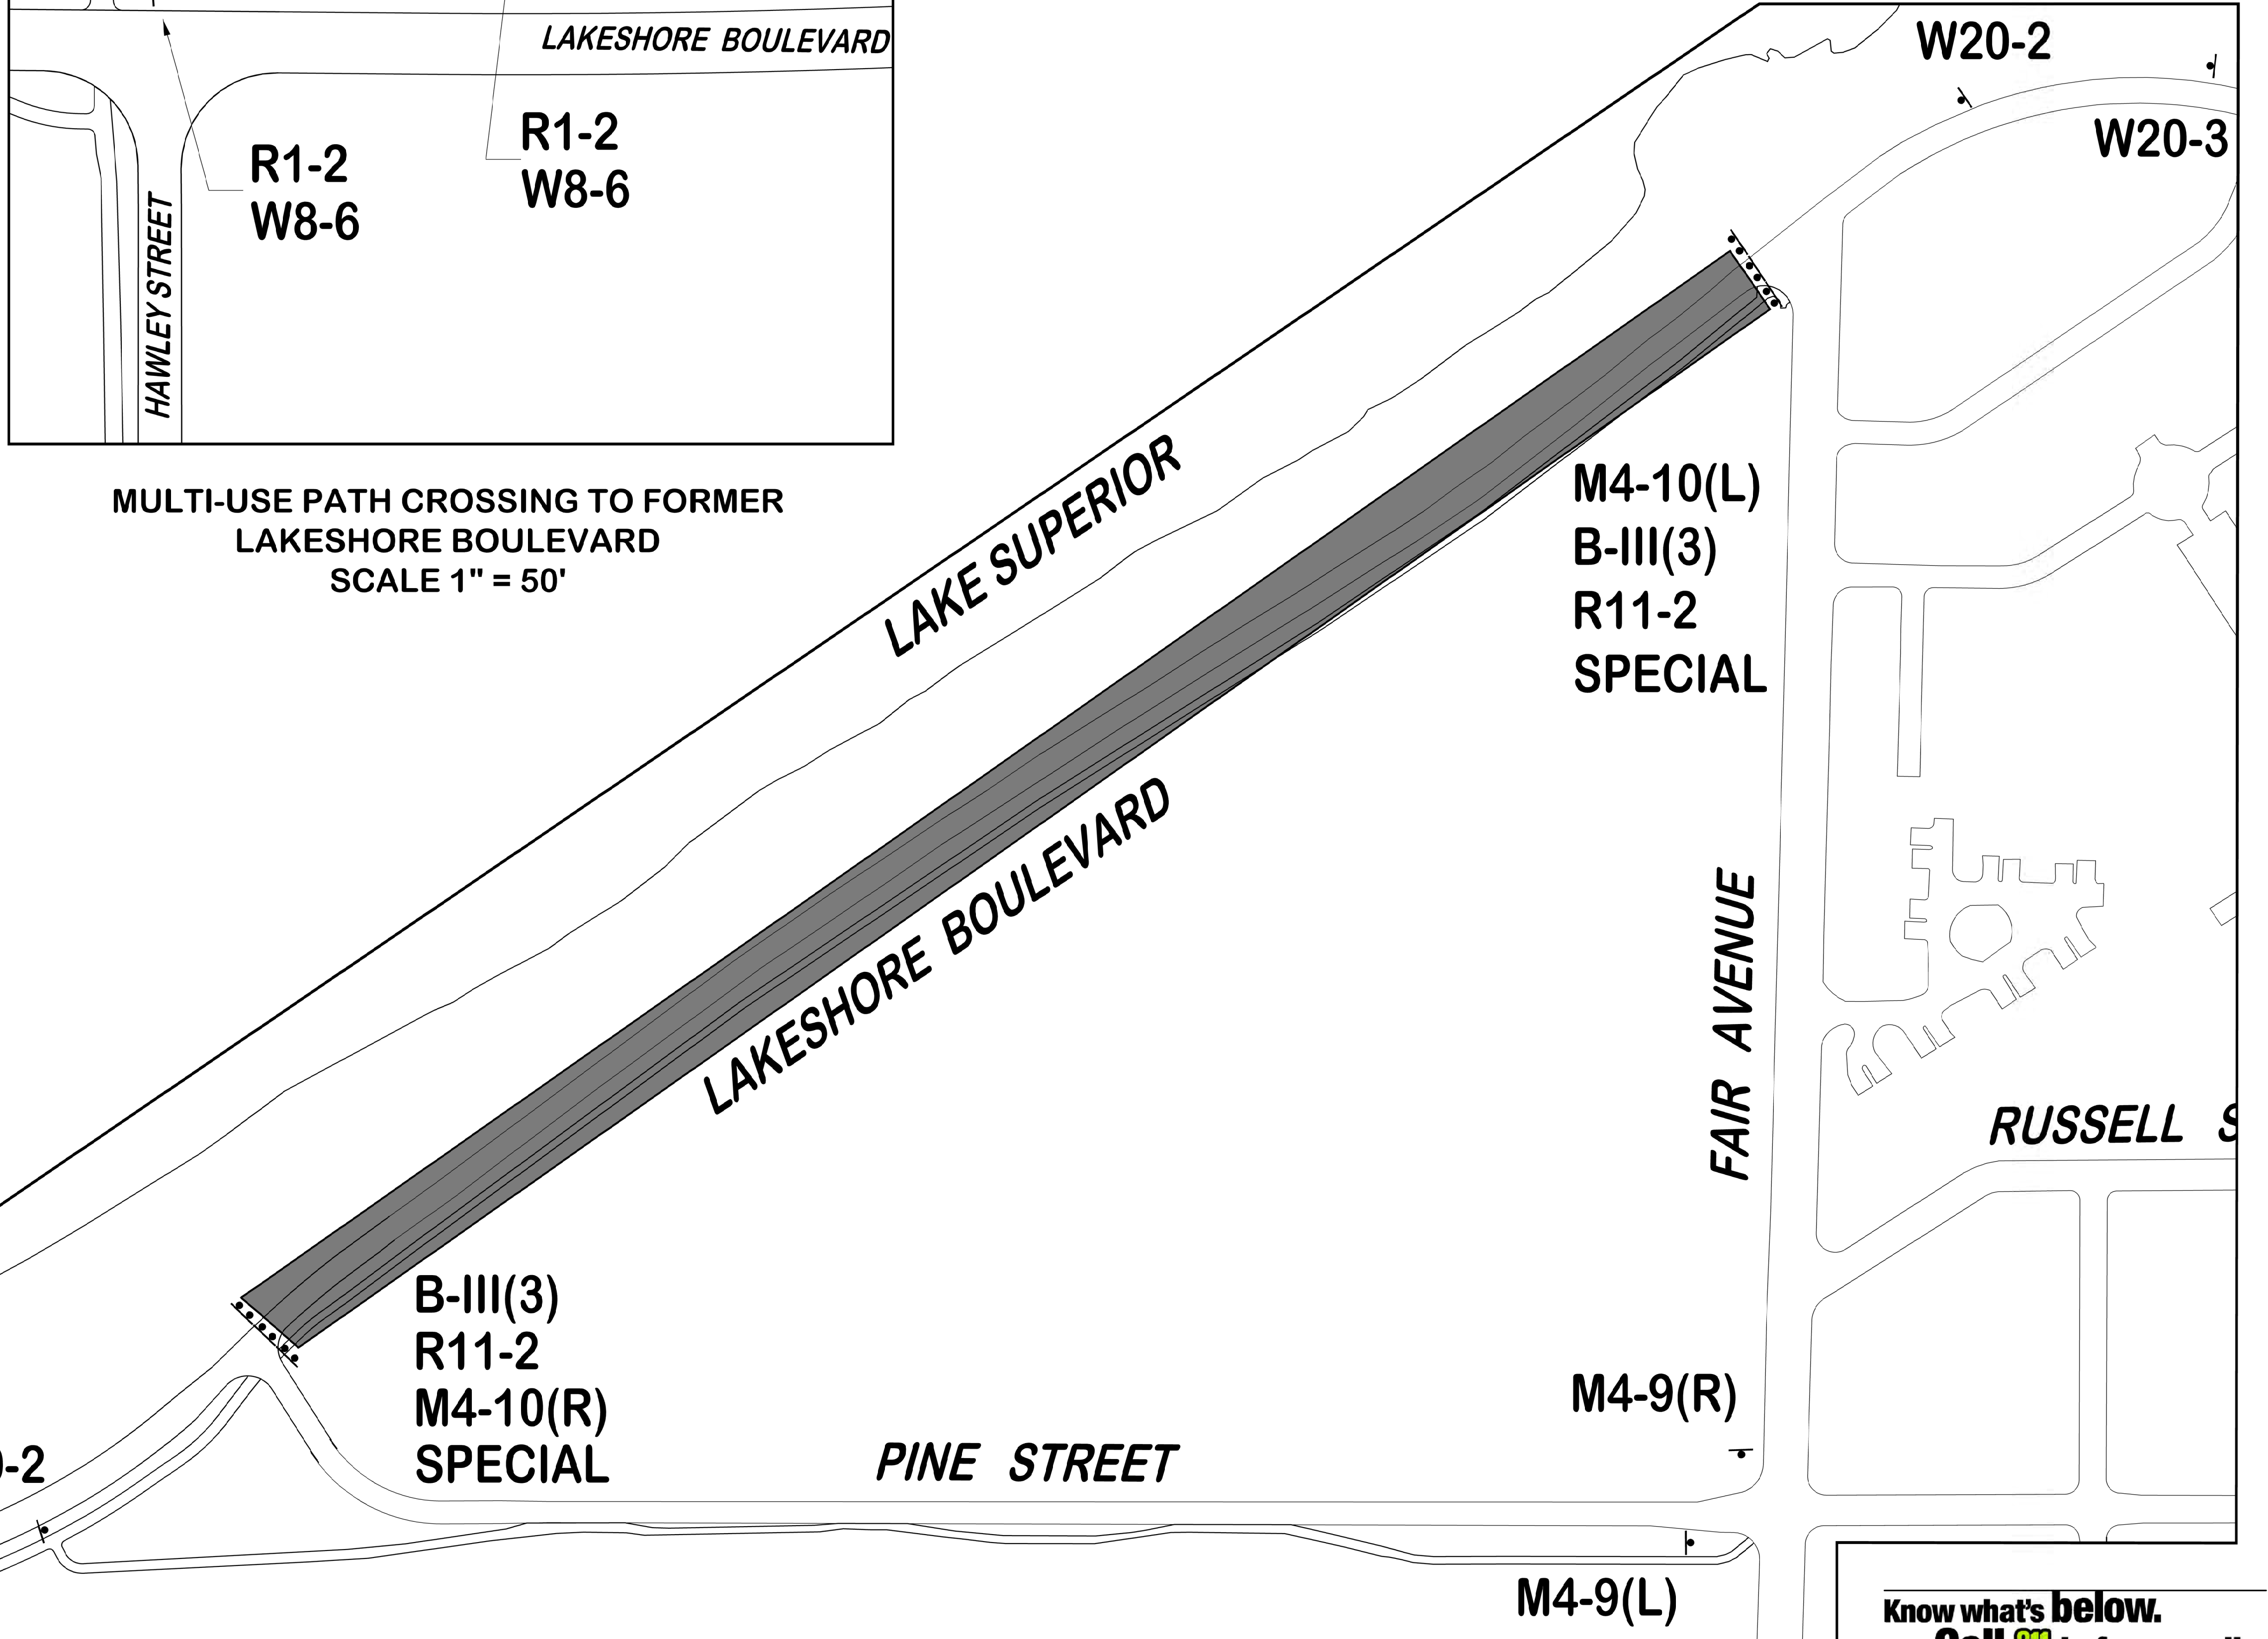 LAKESHORE BOULEVARD
R1-2
W8-6
R1-2
W8-6
HAWLEY STREET
MULTI-USE PATH CROSSING TO FORMER
LAKESHORE BOULEVARD
SCALE 1" = 50'
W20-2
W20-3
LAKE SUPERIOR
M4-10(L)
B-III(3)
R11-2
SPECIAL
LAKESHORE BOULEVARD
FAIR AVENUE
RUSSELL S
B-III(3)
R11-2
M4-10(R)
SPECIAL
-2
PINE STREET
M4-9(R)
M4-9(L)
Know what's below.